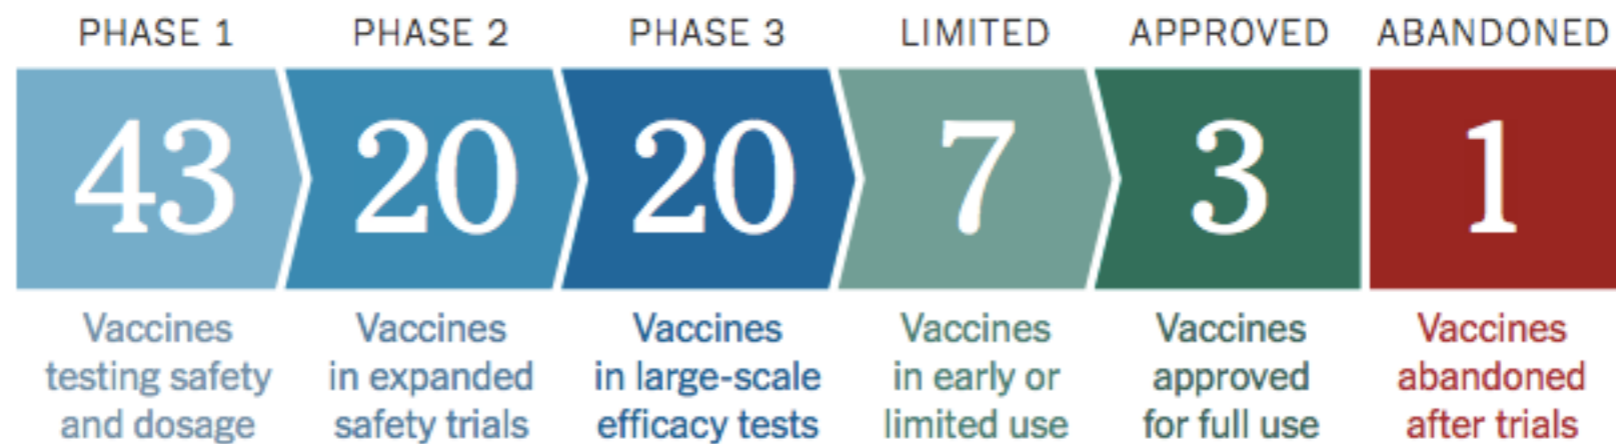 PHASE 1 PHASE 2 PHASE 3 LIMITED APPROVED ABANDONED
43 20 20 7 3 1
Vaccines Vaccines Vaccines Vaccines Vaccines Vaccines
testing safety in expanded in large-scale in early or approved abandoned
and dosage safety trials efficacy tests limited use for full use after trials